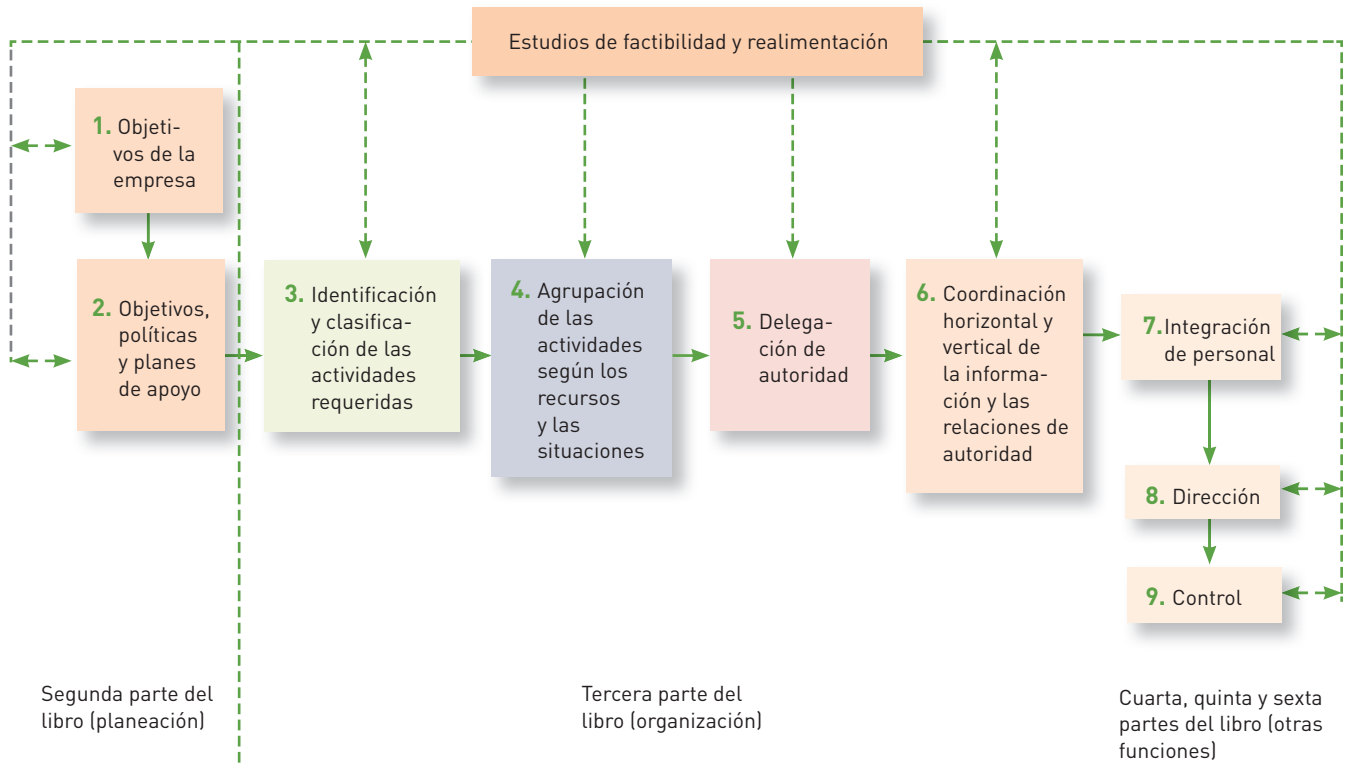 Estudios de factibilidad y realimentación
1. Objeti-
vos de la
empresa
2. Objetivos,
políticas
y planes
de apoyo
3. Identificación
y clasifica-
ción de las
actividades
requeridas
4. Agrupación
de las
actividades
según los
recursos
y las
situaciones
5. Delega-
ción de
autoridad
6. Coordinación
horizontal y
vertical de
la informa-
ción y las
relaciones de
autoridad
7. Integración
de personal
8. Dirección
9. Control
Segunda parte del
libro (planeación)
Tercera parte del
libro (organización)
Cuarta, quinta y sexta
partes del libro (otras
funciones)